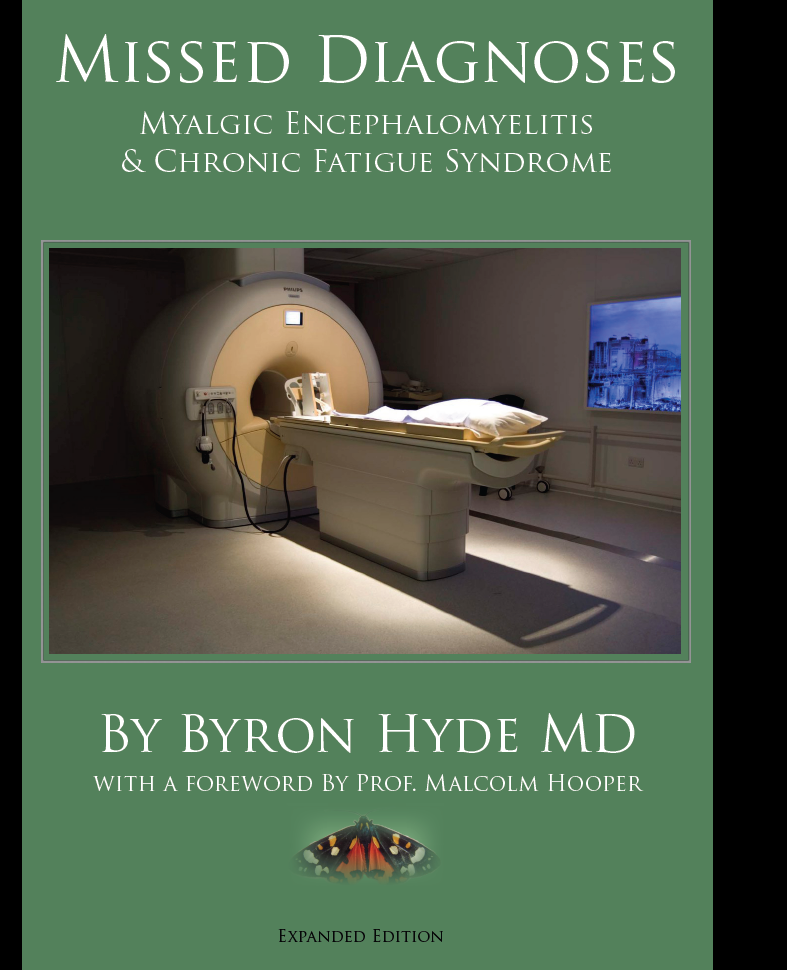 MISSED DIAGNOSES
MYALGIC ENCEPHALOMYELITIS
& CHRONIC FATIGUE SYNDROME
PHILIPS
BY BYRON HYDE MD
WITH A FOREWORD BY PROF. MALCOLM HOOPER
EXPANDED EDITION